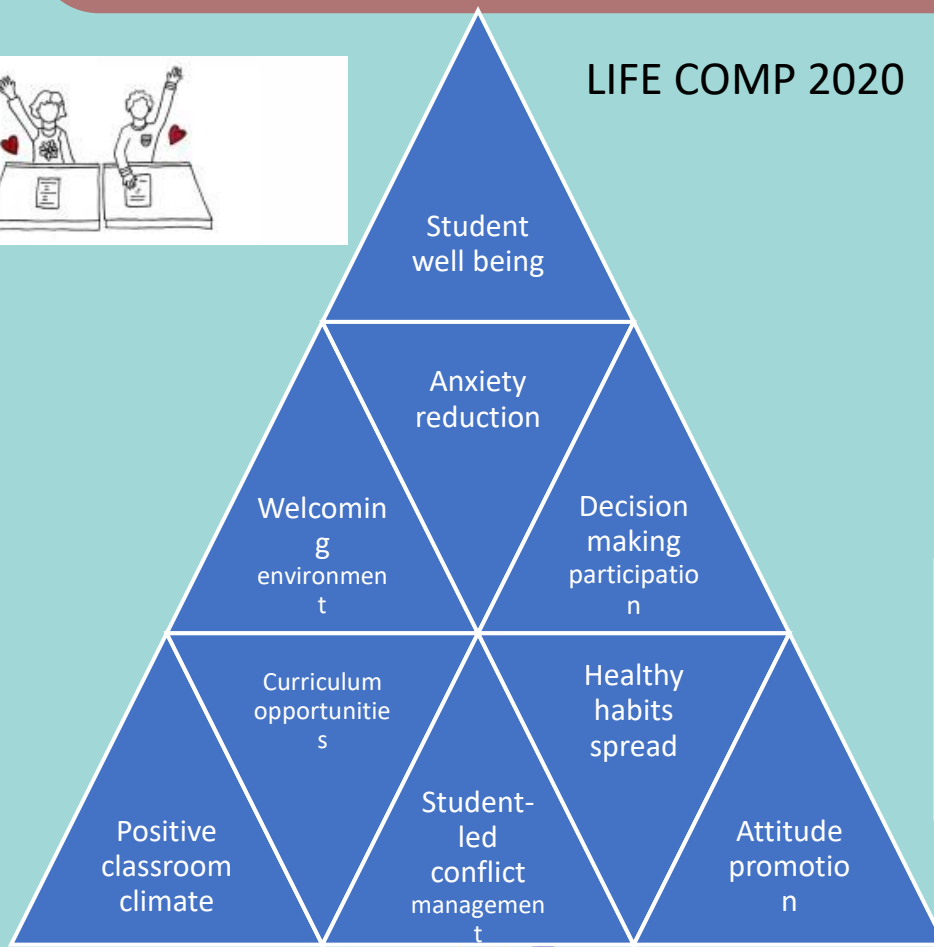 LIFE COMP 2020
Student
well being
Anxiety
reduction
Welcomin
g
environmen
t
Decision
making
participatio
n
Curriculum
opportunitie
s
Healthy
habits
spread
Positive
classroom
climate
Student-
led
conflict
managemen
t
Attitude
promotio
n